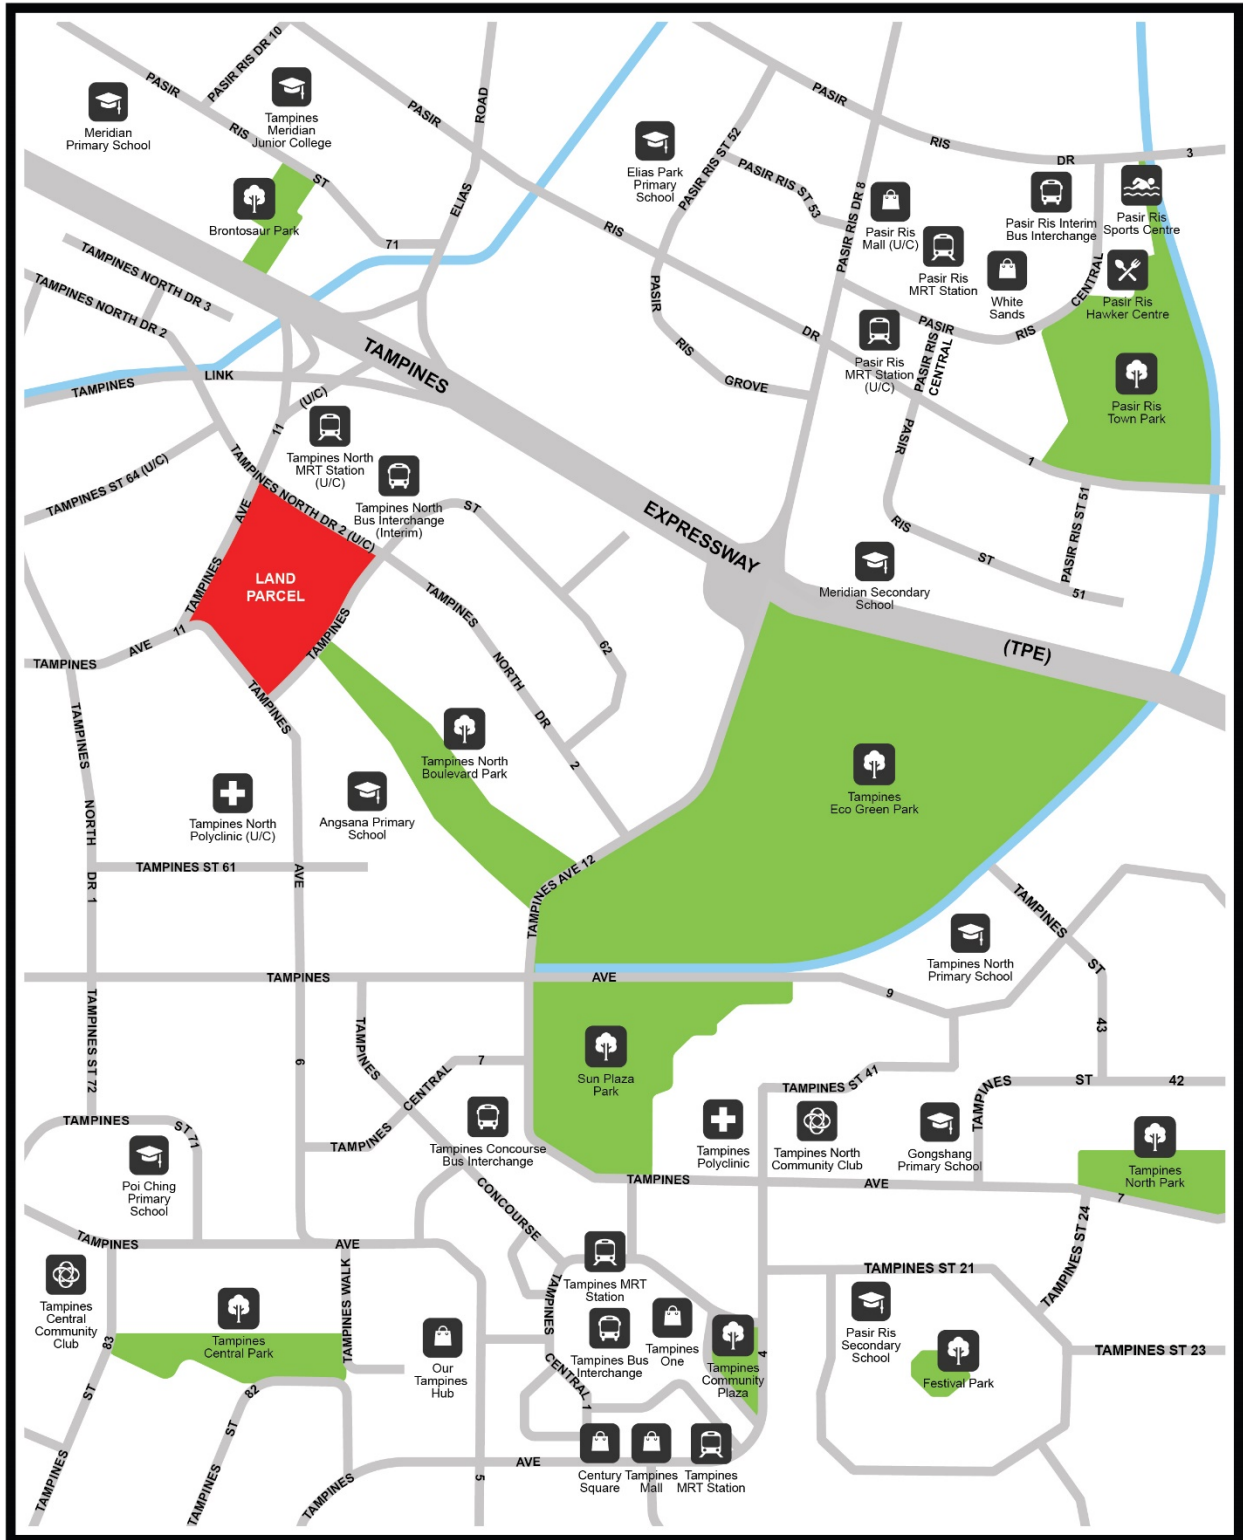 PASIR RIS DR 10
PASIR
RIS
ST
71
Meridian
Primary School
Tampines
Meridian
Junior College
Brontosaur Park
ELIAS
ROAD
PASIR
RIS
DR
1
Elias Park
Primary
School
PASIR RIS ST 52
PASIR RIS ST 53
PASIR
RIS
GROVE
PASIR
RIS
DR
3
PASIR RIS DR 8
Pasir Ris
Mall (U/C)
Pasir Ris
MRT Station
White
Sands
Pasir Ris Interim
Bus Interchange
Pasir Ris
Sports Centre
Pasir Ris
Hawker Centre
Pasir Ris
Town Park
PASIR
RIS
CENTRAL
PASIR RIS
CENTRAL
Pasir Ris
MRT Station
(U/C)
PASIR
RIS
ST
51
PASIR RIS ST 51
TAMPINES NORTH DR 3
TAMPINES NORTH DR 2
TAMPINES
LINK
TAMPINES
EXPRESSWAY
(TPE)
TAMPINES ST 64 (U/C)
TAMPINES
AVE
11
(U/C)
Tampines North
MRT Station
(U/C)
Tampines North
Bus Interchange
(Interim)
TAMPINES NORTH DR 2 (U/C)
LAND
PARCEL
TAMPINES
ST
62
TAMPINES
NORTH
DR
2
Meridian Secondary
School
TAMPINES
AVE
11
TAMPINES
NORTH
DR 1
TAMPINES
AVE
6
Tampines North
Boulevard Park
Tampines North
Polyclinic (U/C)
Angsana Primary
School
TAMPINES ST 61
TAMPINES AVE 12
Tampines
Eco Green Park
Tampines North
Primary School
TAMPINES
ST
43
TAMPINES
AVE
9
TAMPINES ST 72
TAMPINES
CONCOURSE
TAMPINES
CENTRAL
7
Sun Plaza
Park
TAMPINES ST 41
TAMPINES
ST
42
TAMPINES
ST 71
Poi Ching
Primary
School
Tampines Concourse
Bus Interchange
Tampines
Polyclinic
Tampines North
Community Club
Gongshang
Primary School
Tampines
North Park
TAMPINES
AVE
7
TAMPINES
AVE
5
TAMPINES ST 24
TAMPINES ST 21
TAMPINES ST 23
Tampines
Central
Community
Club
Tampines
Central Park
TAMPINES WALK
Our
Tampines
Hub
Tampines MRT
Station
Tampines Bus
Interchange
Tampines
One
Tampines
Community
Plaza
Pasir Ris
Secondary
School
Festival Park
TAMPINES
CENTRAL 1
TAMPINES
ST
83
TAMPINES
ST
82
TAMPINES
AVE
4
Century
Square
Tampines
Mall
Tampines
MRT Station